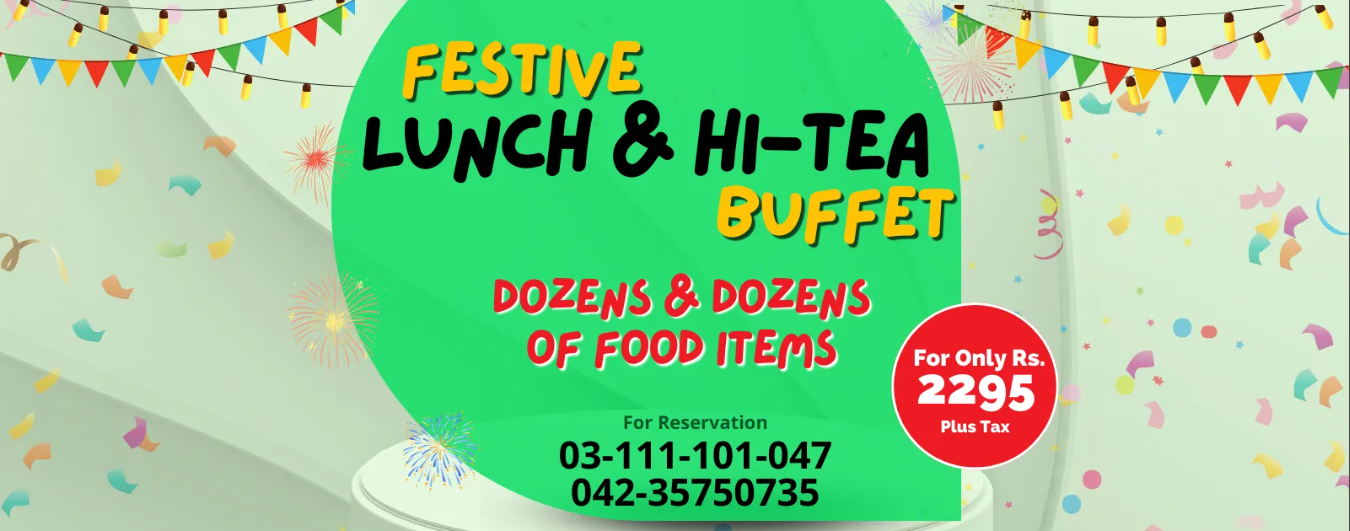 FESTIVE
LUNCH & HI-TEA
BUFFET
DOZENS & DOZENS
OF FOOD ITEMS
For Only Rs.
2295
Plus Tax
For Reservation
03-111-101-047
042-35750735